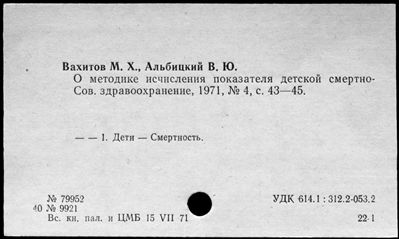 Вахитов М. Х., Альбицкий В. Ю.
О методике исчисления показателя детской смертно-
Сов. здравоохранение, 1971, № 4, с. 43—45.
— — 1. Дети — Смертность.
№ 79952
40 № 9921
УДК 614.1 : 312.2-053.2
Вс. кн. пал. и ЦМБ 15 VII 71
22 1